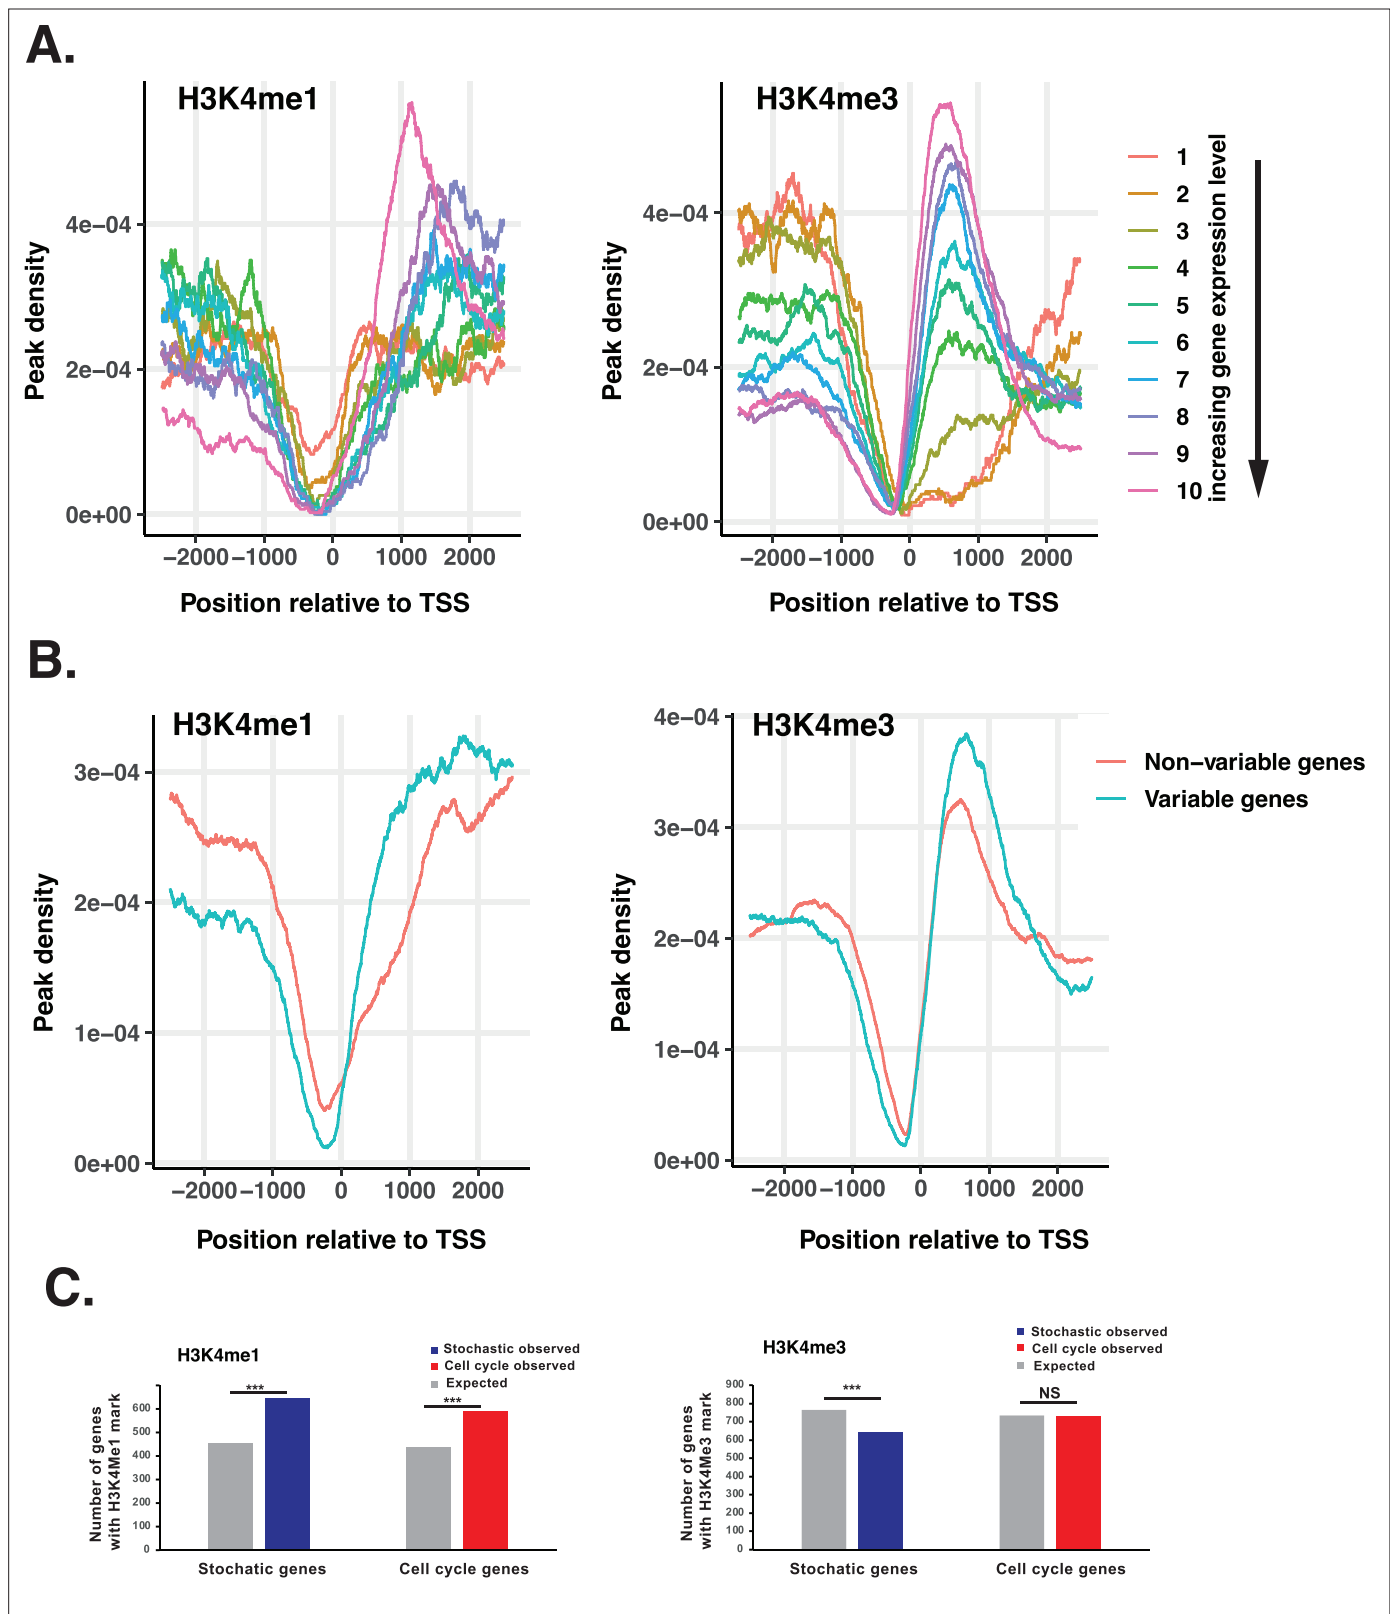 A.
H3K4me1
4e−04
2e−04
0e+00
−2000 −1000 0 1000 2000
Peak density
Position relative to TSS
H3K4me3
4e−04
2e−04
0e+00
−2000 −1000 0 1000 2000
Peak density
Position relative to TSS
1
2
3
4
5
6
7
8
9
10
increasing gene expression level
B.
H3K4me1
3e−04
2e−04
1e−04
0e+00
−2000 −1000 0 1000 2000
Peak density
Position relative to TSS
H3K4me3
4e−04
3e−04
2e−04
1e−04
0e+00
−2000 −1000 0 1000 2000
Peak density
Position relative to TSS
Non−variable genes
Variable genes
C.
H3K4me1
Stochastic observed
Cell cycle observed
Expected
***
***
600
500
400
300
200
100
0
Number of genes
with H3K4Me1 mark
Stochatic genes
Cell cycle genes
H3K4me3
Stochastic observed
Cell cycle observed
Expected
***
NS
900
800
700
600
500
400
300
200
100
0
Number of genes
with H3K4Me3 mark
Stochatic genes
Cell cycle genes